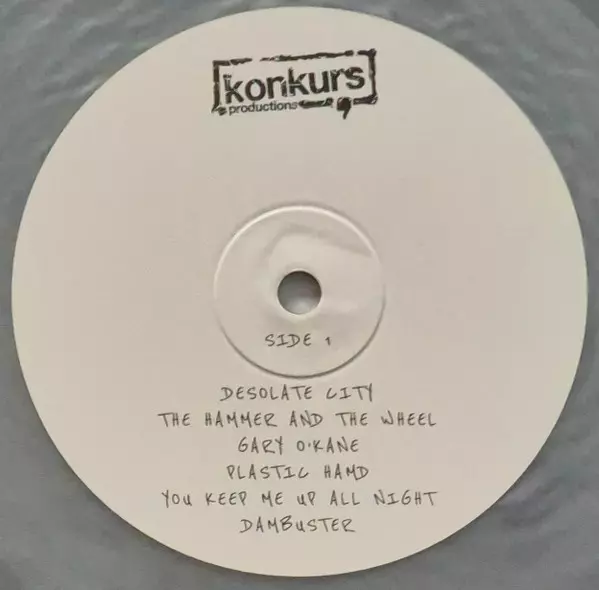 konkurs
productions
SIDE 1
DESOLATE CITY
THE HAMMER AND THE WHEEL
GARY O'KANE
PLASTIC HAMD
YOU KEEP ME UP ALL NIGHT
DAMBUSTER